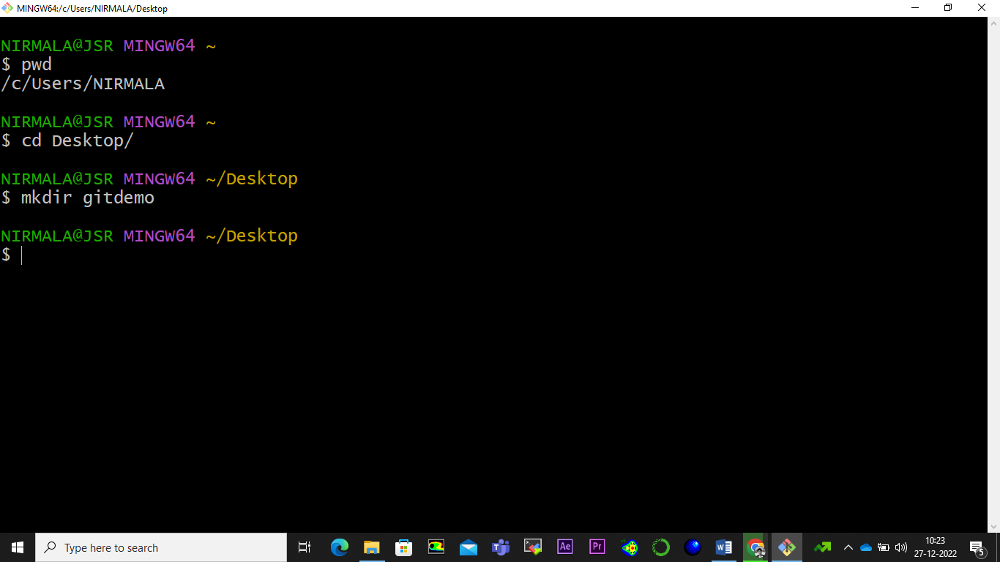 MINGW64:/c/Users/NIRMALA/Desktop
NIRMALA@JSR MINGW64 ~
$ pwd
/c/Users/NIRMALA
NIRMALA@JSR MINGW64 ~
$ cd Desktop/
NIRMALA@JSR MINGW64 ~/Desktop
$ mkdir gitdemo
NIRMALA@JSR MINGW64 ~/Desktop
$
Type here to search
Ae
Pr
10:23
27-12-2022
5